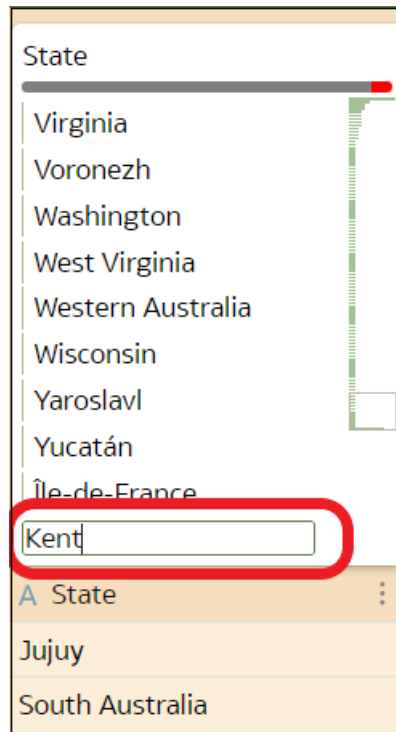 State
Virginia
Voronezh
Washington
West Virginia
Western Australia
Wisconsin
Yaroslavl
Yucatán
Île-de-France
Kent
A State
Jujuy
South Australia